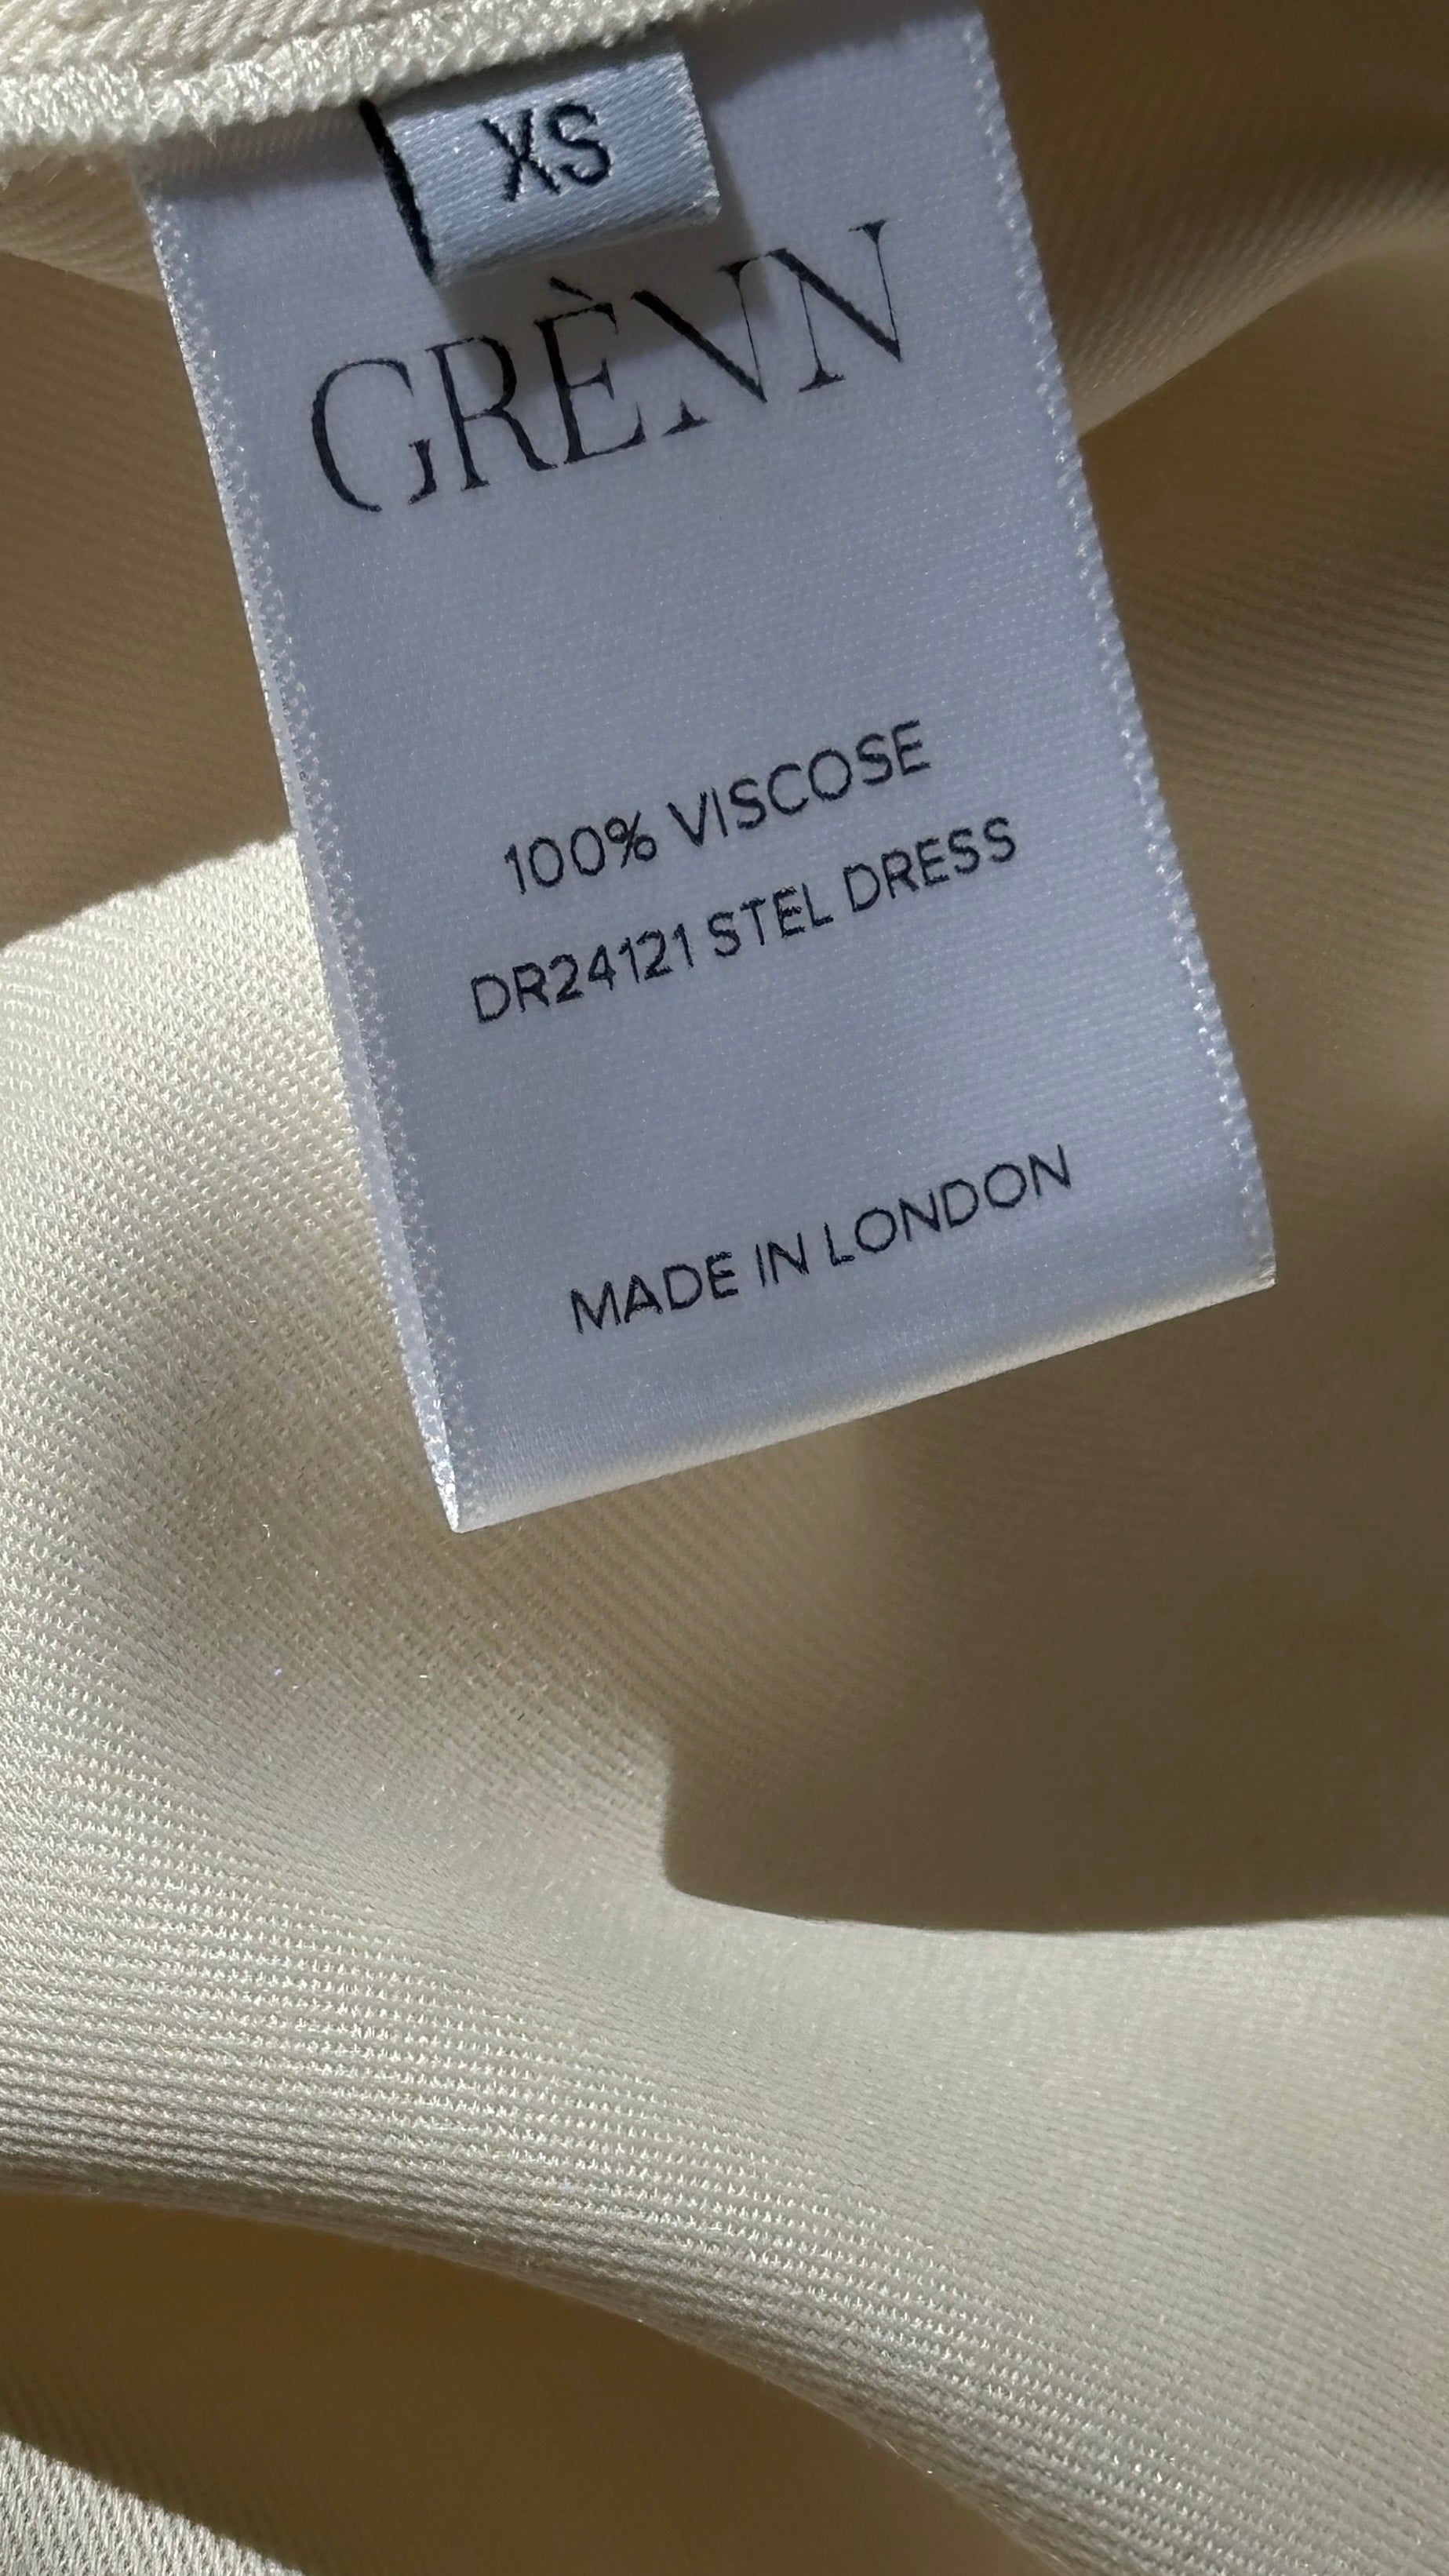 XS
GRÈNN
100% VISCOSE
DR24121 STEL DRESS
MADE IN LONDON